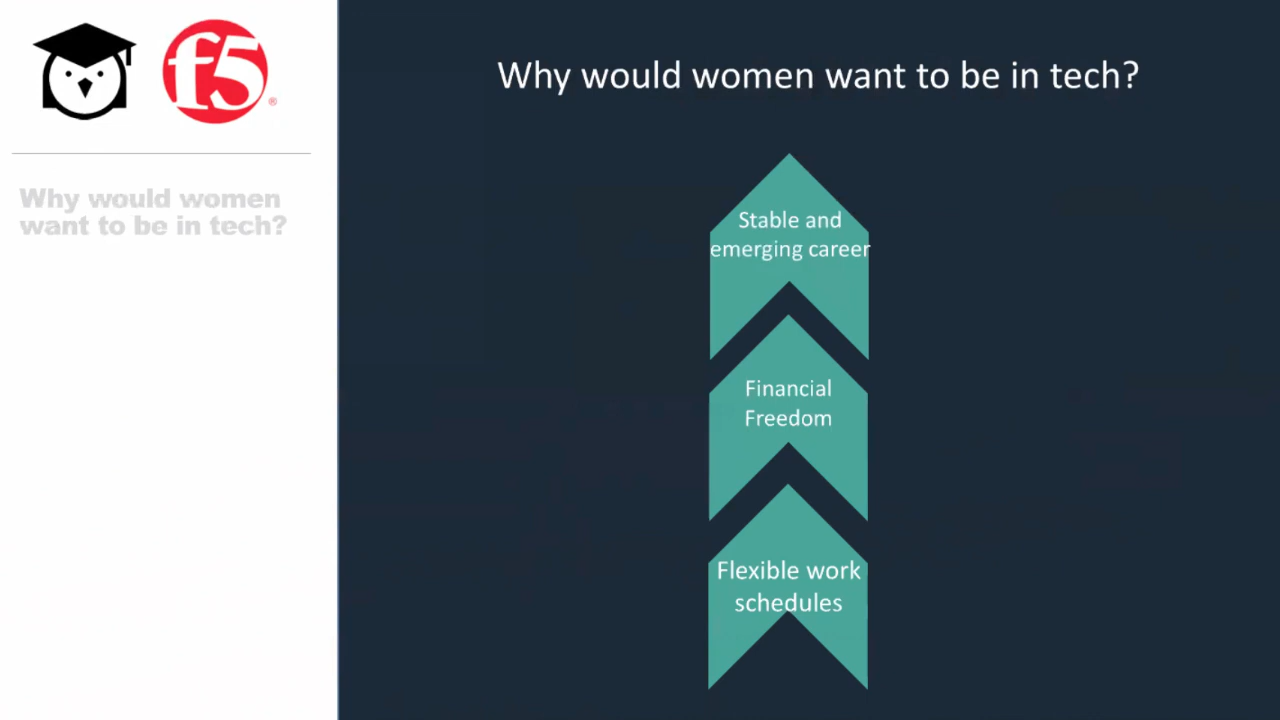 f5
Why would women
want to be in tech?
Why would women want to be in tech?
Stable and
emerging career
Financial
Freedom
Flexible work
schedules